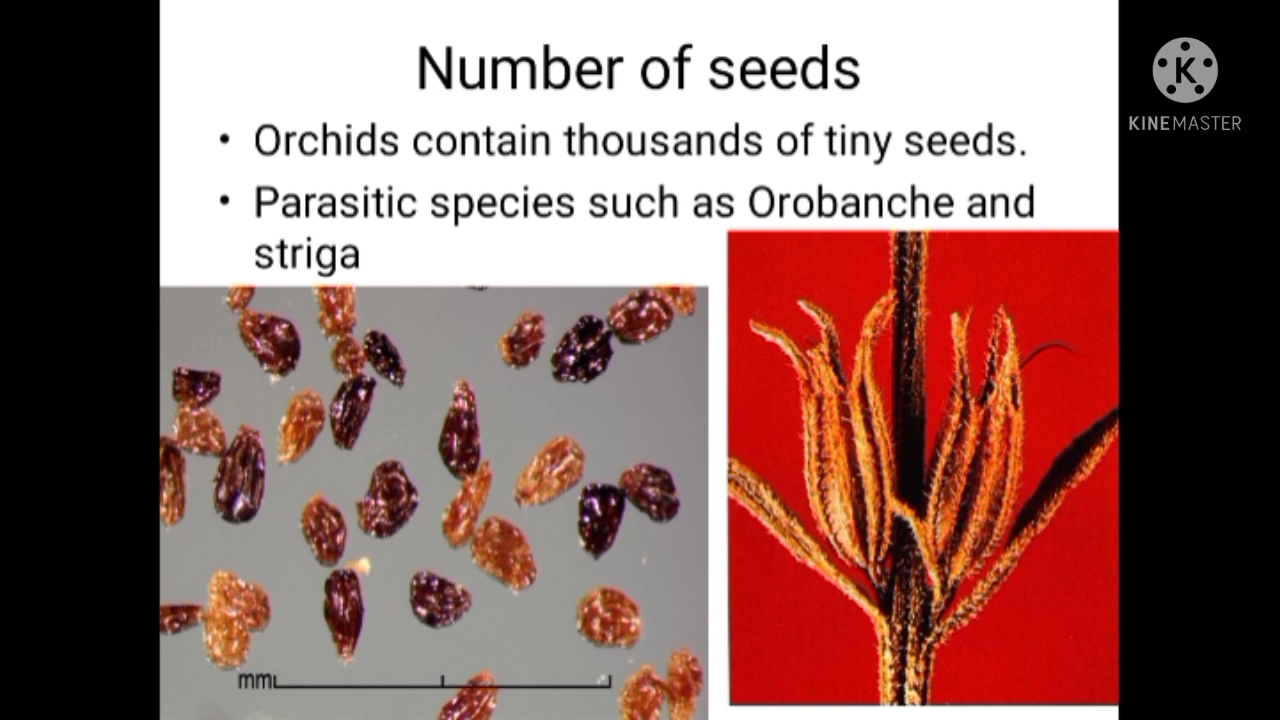 Number of seeds
• Orchids contain thousands of tiny seeds.
• Parasitic species such as Orobanche and
striga
mm
K
KINEMASTER